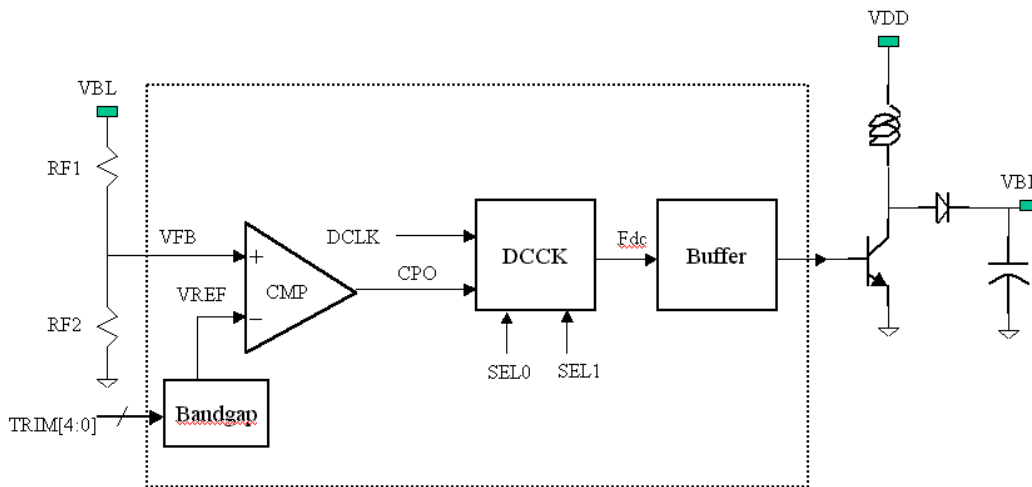 VDD
VBL
RF1
VBL
VFB
DCLK
Fdc
DCCK
Buffer
CPO
CMP
VREF
RF2
SEL0
SEL1
Bandgap
TRIM[4:0]